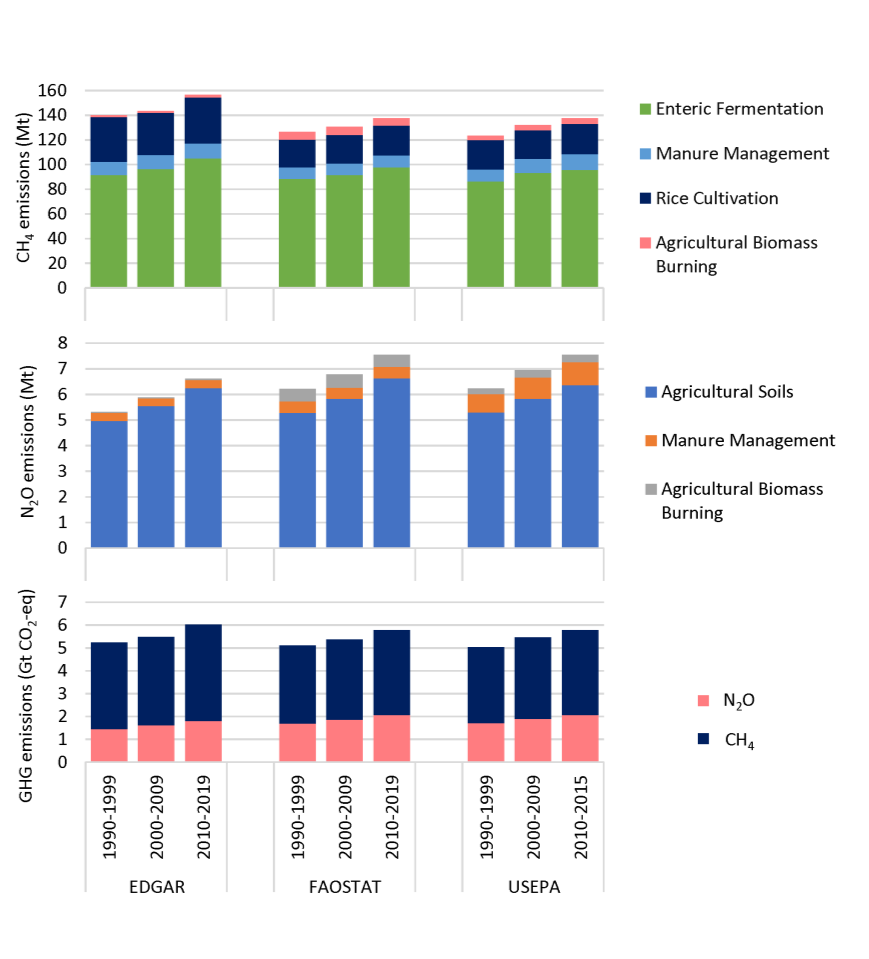 CH₄ emissions (Mt)
160
140
120
100
80
60
40
20
0
Enteric Fermentation
Manure Management
Rice Cultivation
Agricultural Biomass
Burning
N₂O emissions (Mt)
8
7
6
5
4
3
2
1
0
Agricultural Soils
Manure Management
Agricultural Biomass
Burning
GHG emissions (Gt CO₂-eq)
7
6
5
4
3
2
1
0
N₂O
CH₄
1990-1999
2000-2009
2010-2019
1990-1999
2000-2009
2010-2019
1990-1999
2000-2009
2010-2015
EDGAR
FAOSTAT
USEPA